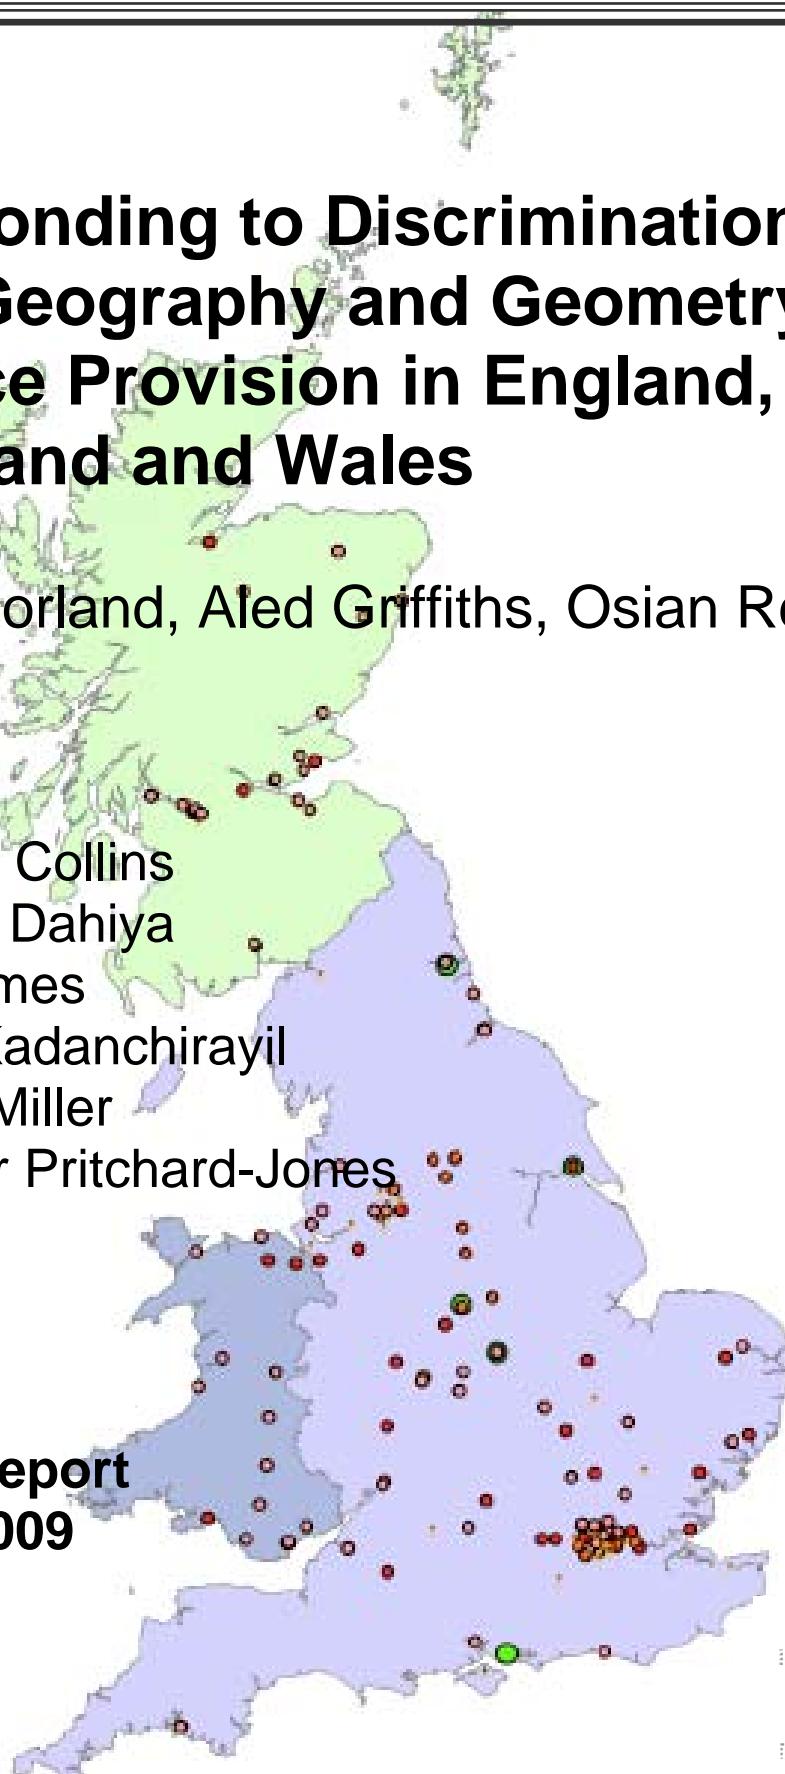 onding to Discrimination
Geography and Geometry
ce Provision in England,
and and Wales
orland, Aled Griffiths, Osian R
Collins
Dahiya
mes
Kadanchirayil
Miller
r Pritchard-Jones
eport
009